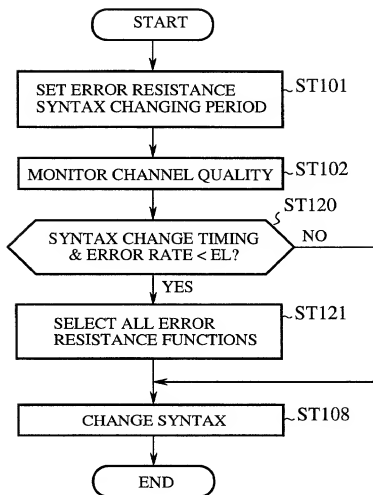 START
SET ERROR RESISTANCE
SYNTAX CHANGING PERIOD
ST101
MONITOR CHANNEL QUALITY
ST102
ST120
SYNTAX CHANGE TIMING
& ERROR RATE < EL?
NO
YES
SELECT ALL ERROR
RESISTANCE FUNCTIONS
ST121
CHANGE SYNTAX
ST108
END